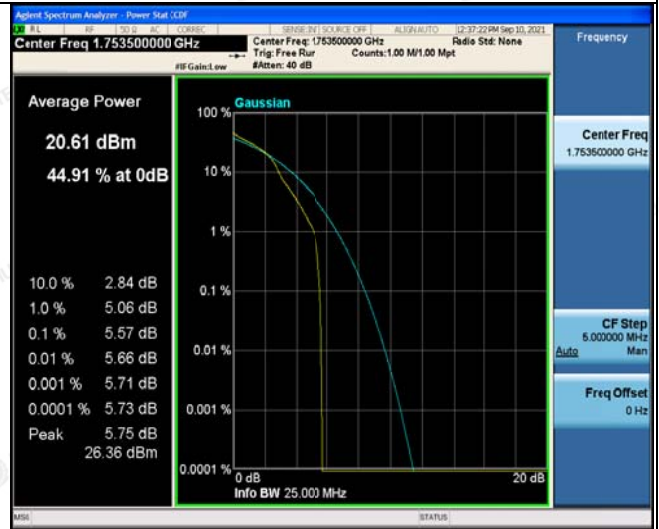 Agilent Spectrum Analyzer - Power Stat CCDF
RL RF 50 Ω AC CORREC SENSE:INT SOURCE OFF ALIGNAUTO 12:37:22 PM Sep 10, 2021
Center Freq 1.753500000 GHz
Center Freq: 1.753500000 GHz Radio Std: None
Trig: Free Run Counts:1.00 M/1.00 Mpt
#IFGain:Low #Atten: 40 dB
Frequency
Average Power
20.61 dBm
44.91 % at 0dB
10.0 % 2.84 dB
1.0 % 5.06 dB
0.1 % 5.57 dB
0.01 % 5.66 dB
0.001 % 5.71 dB
0.0001 % 5.73 dB
Peak 5.75 dB
26.36 dBm
Gaussian
100 %
10 %
1 %
0.1 %
0.01 %
0.001 %
0.0001 %
0 dB 20 dB
Info BW 25.000 MHz
Center Freq
1.753500000 GHz
CF Step
5.000000 MHz
Auto Man
Freq Offset
0 Hz
MSG STATUS